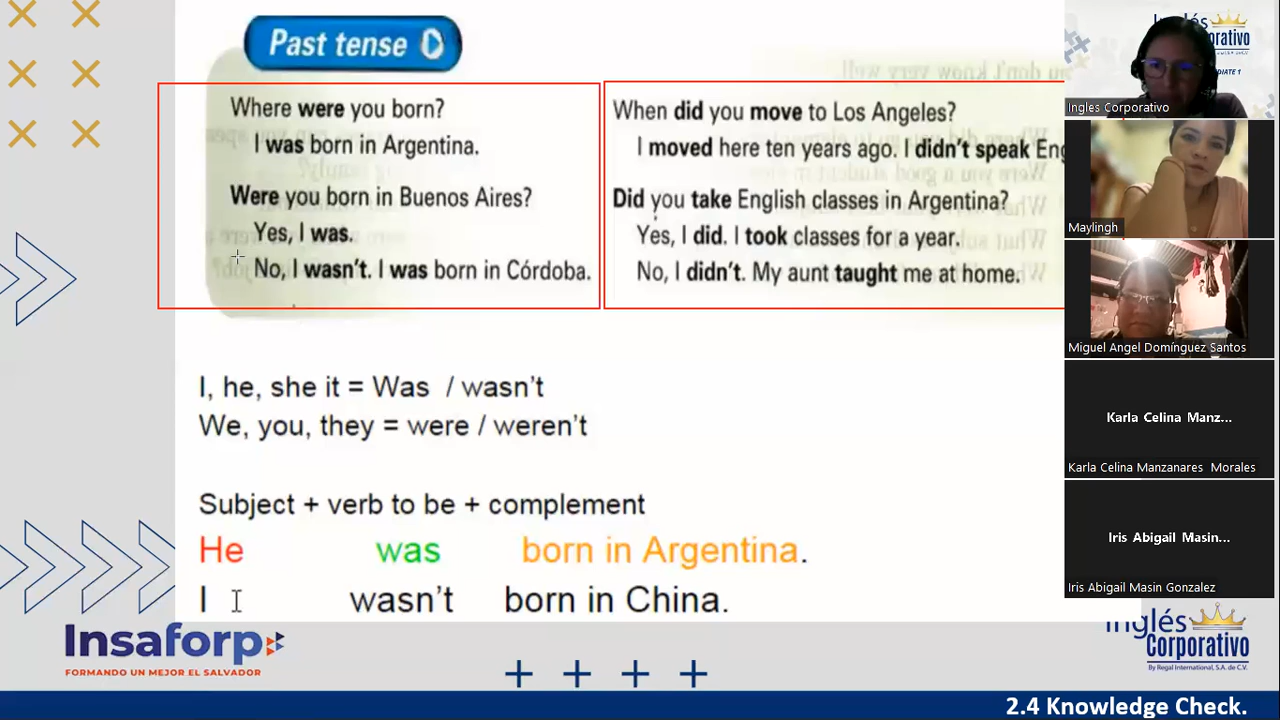 Past tense
Where were you born?
I was born in Argentina.
Were you born in Buenos Aires?
Yes, I was.
No, I wasn't. I was born in Córdoba.
When did you move to Los Angeles?
I moved here ten years ago. I didn't speak Eng
Did you take English classes in Argentina?
Yes, I did. I took classes for a year.
No, I didn't. My aunt taught me at home.
I, he, she it = Was / wasn't
We, you, they = were / weren't
Subject + verb to be + complement
He was born in Argentina.
I wasn't born in China.
Insaforp
FORMANDO UN MEJOR EL SALVADOR
Inglés
Corporativo
By Regal International, S.A. de C.V.
2.4 Knowledge Check.
Inglés
Corporativo
DIATE 1
Ingles Corporativo
Maylingh
Miguel Angel Domínguez Santos
Karla Celina Manz...
Karla Celina Manzanares Morales
Iris Abigail Masin...
Iris Abigail Masin Gonzalez